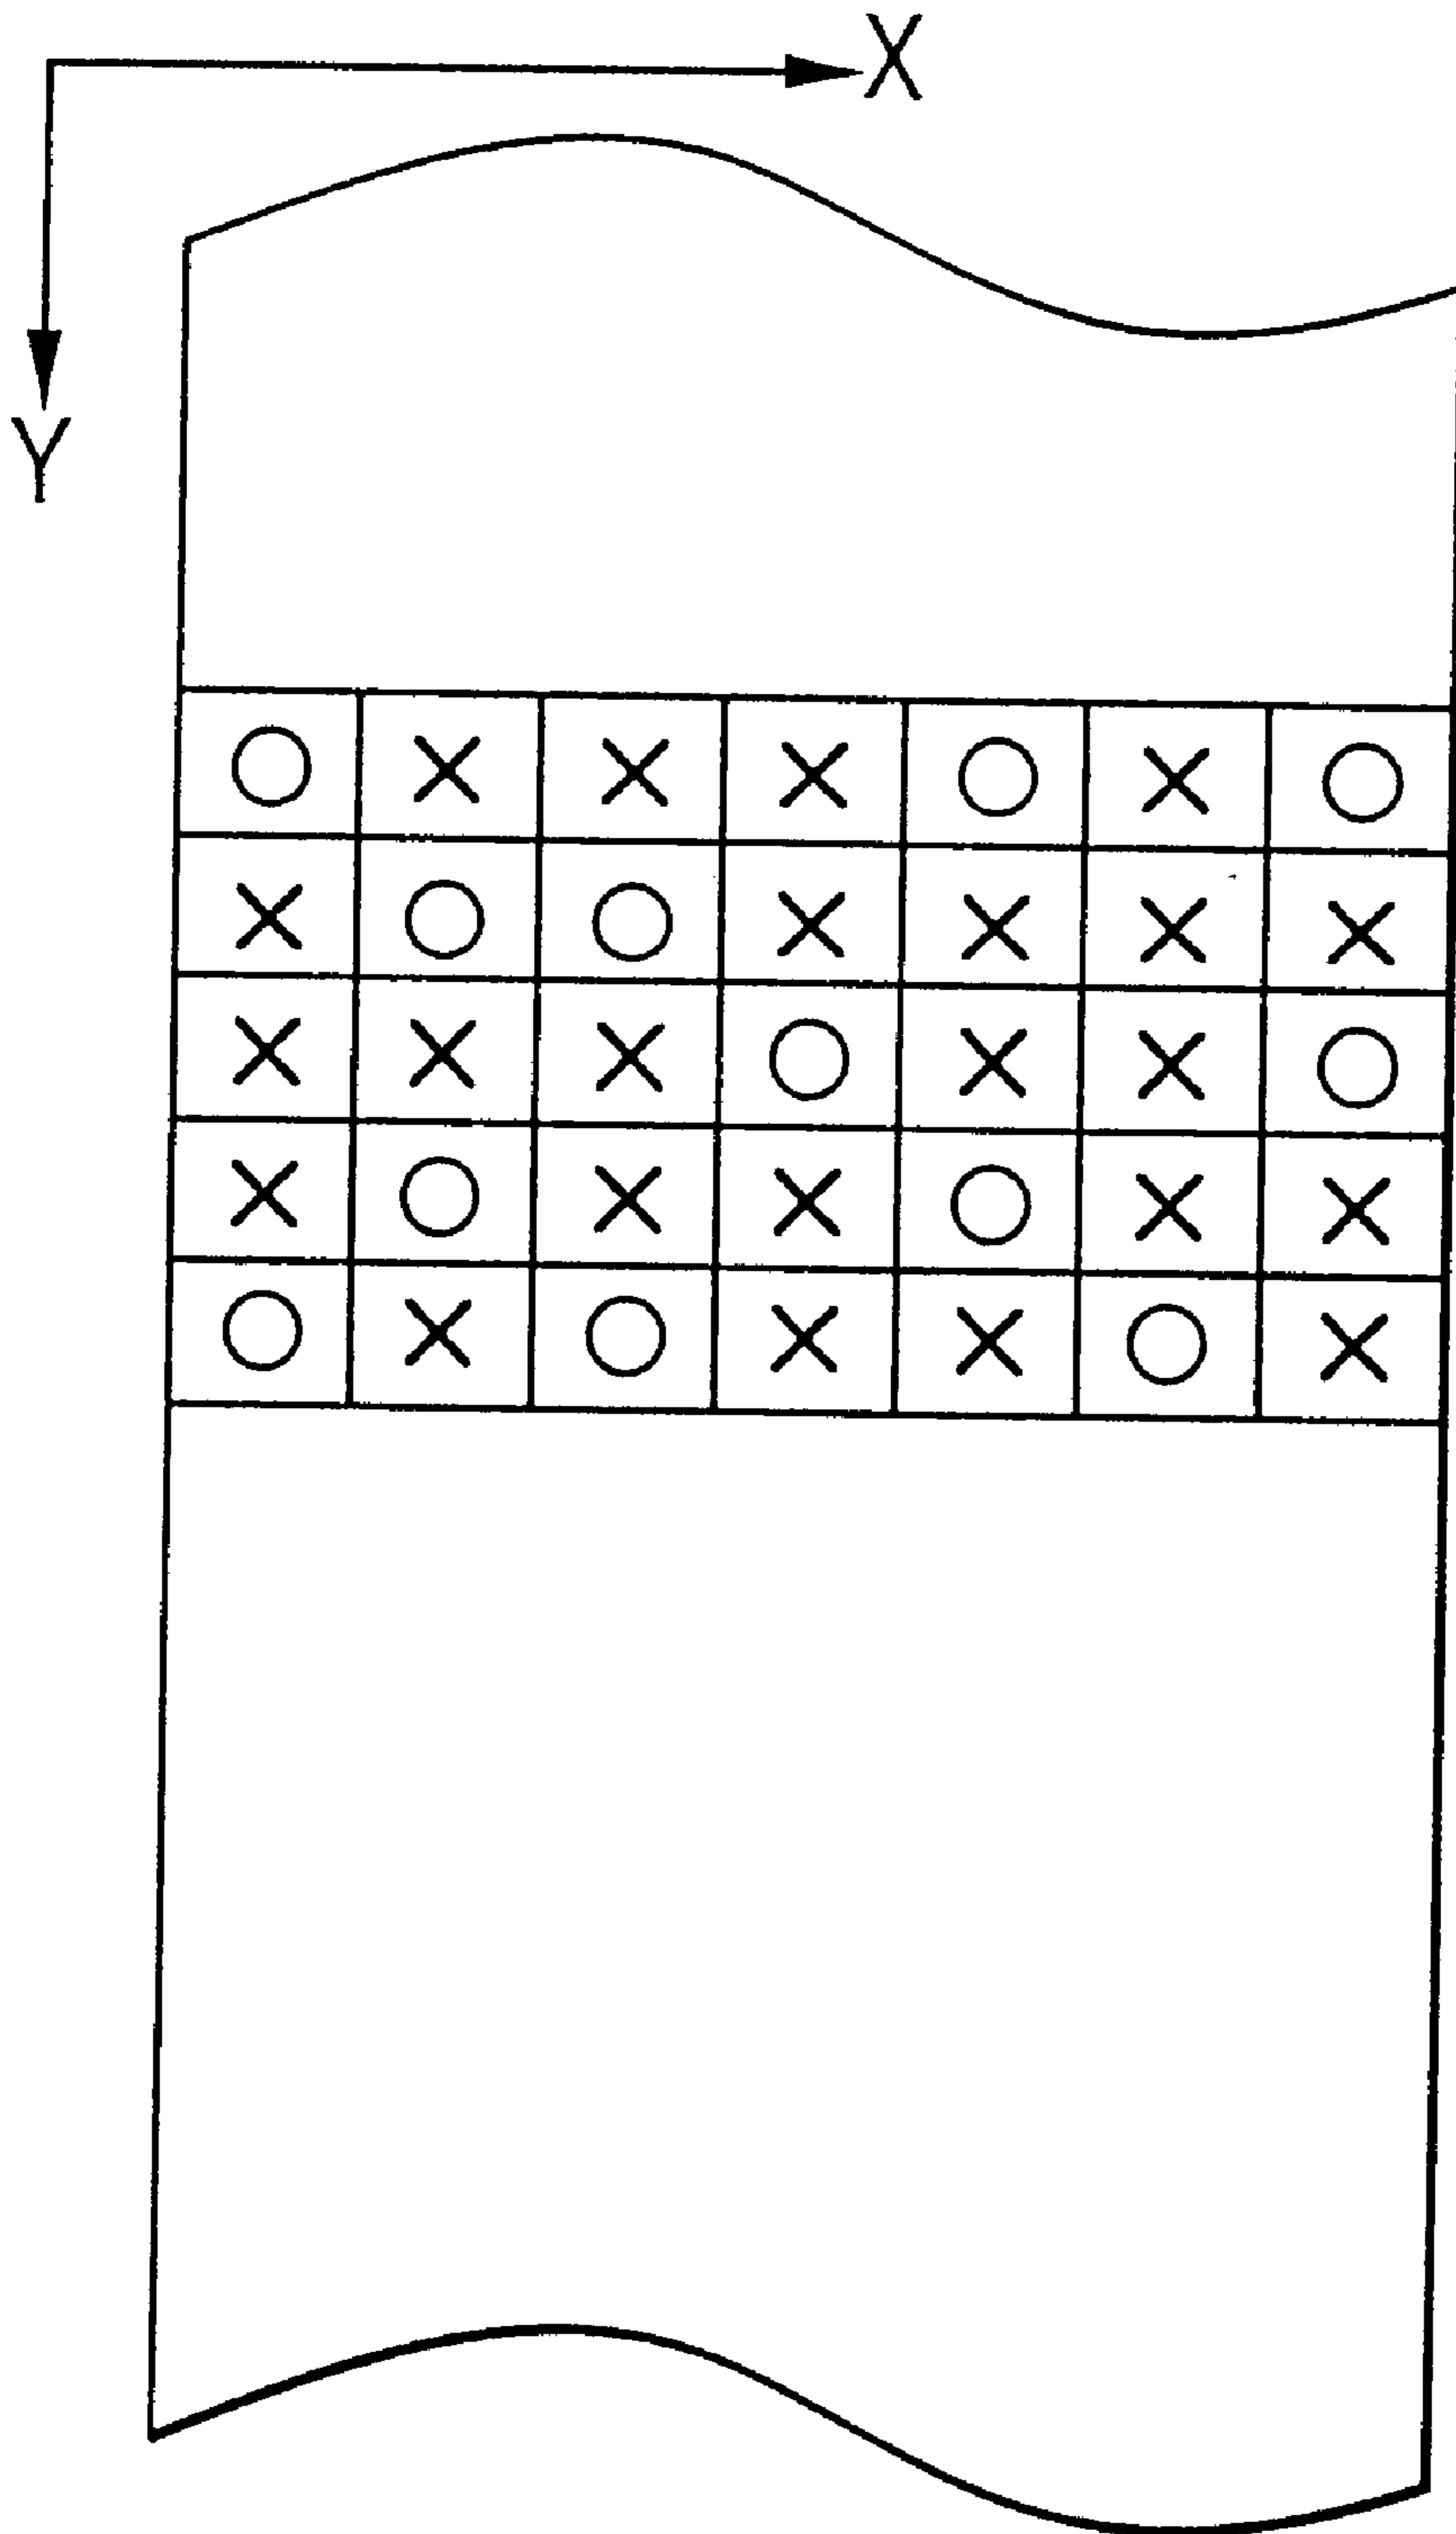 X
Y
○ × × × ○ × ○
× ○ ○ × × × ×
× × × ○ × × ○
× ○ × × ○ × ×
○ × ○ × × ○ ×